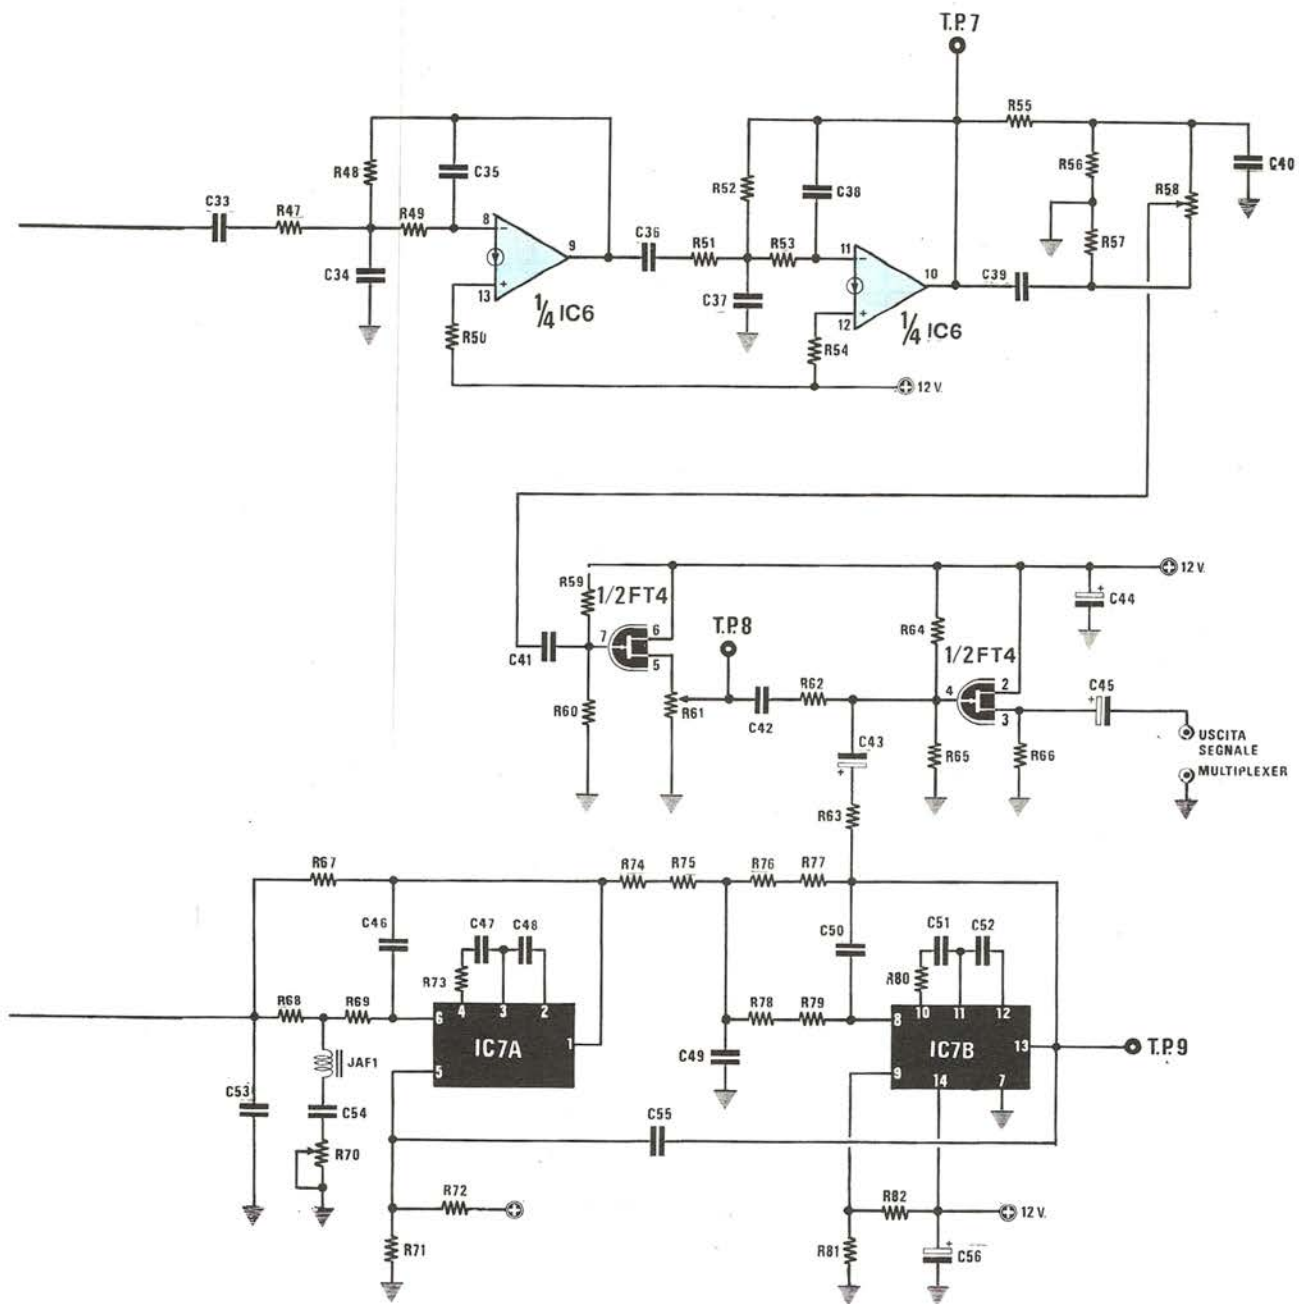 T.P.7
R55
R48
C35
R52
C38
R56
C40
R58
C33
R47
R49
8
-
9
C36
R51
R53
11
-
10
C39
R57
C34
+
13
1/4 IC6
C37
+
12
1/4 IC6
R50
R54
12 V.
R59
1/2FT4
12 V.
C44
T.P.8
R64
1/2FT4
7
6
5
C41
R62
4
2
3
C45
R60
R61
C42
C43
R65
R66
USCITA
SEGNALE
MULTIPLEXER
R63
R67
R74
R75
R76
R77
C46
C47
C48
C50
C51
C52
R73
R80
R68
R69
4
3
2
R78
R79
10
11
12
6
IC7A
1
8
IC7B
13
T.P.9
JAF1
5
C49
9
14
7
C53
C54
C55
R70
R72
R82
12 V.
R71
R81
C56